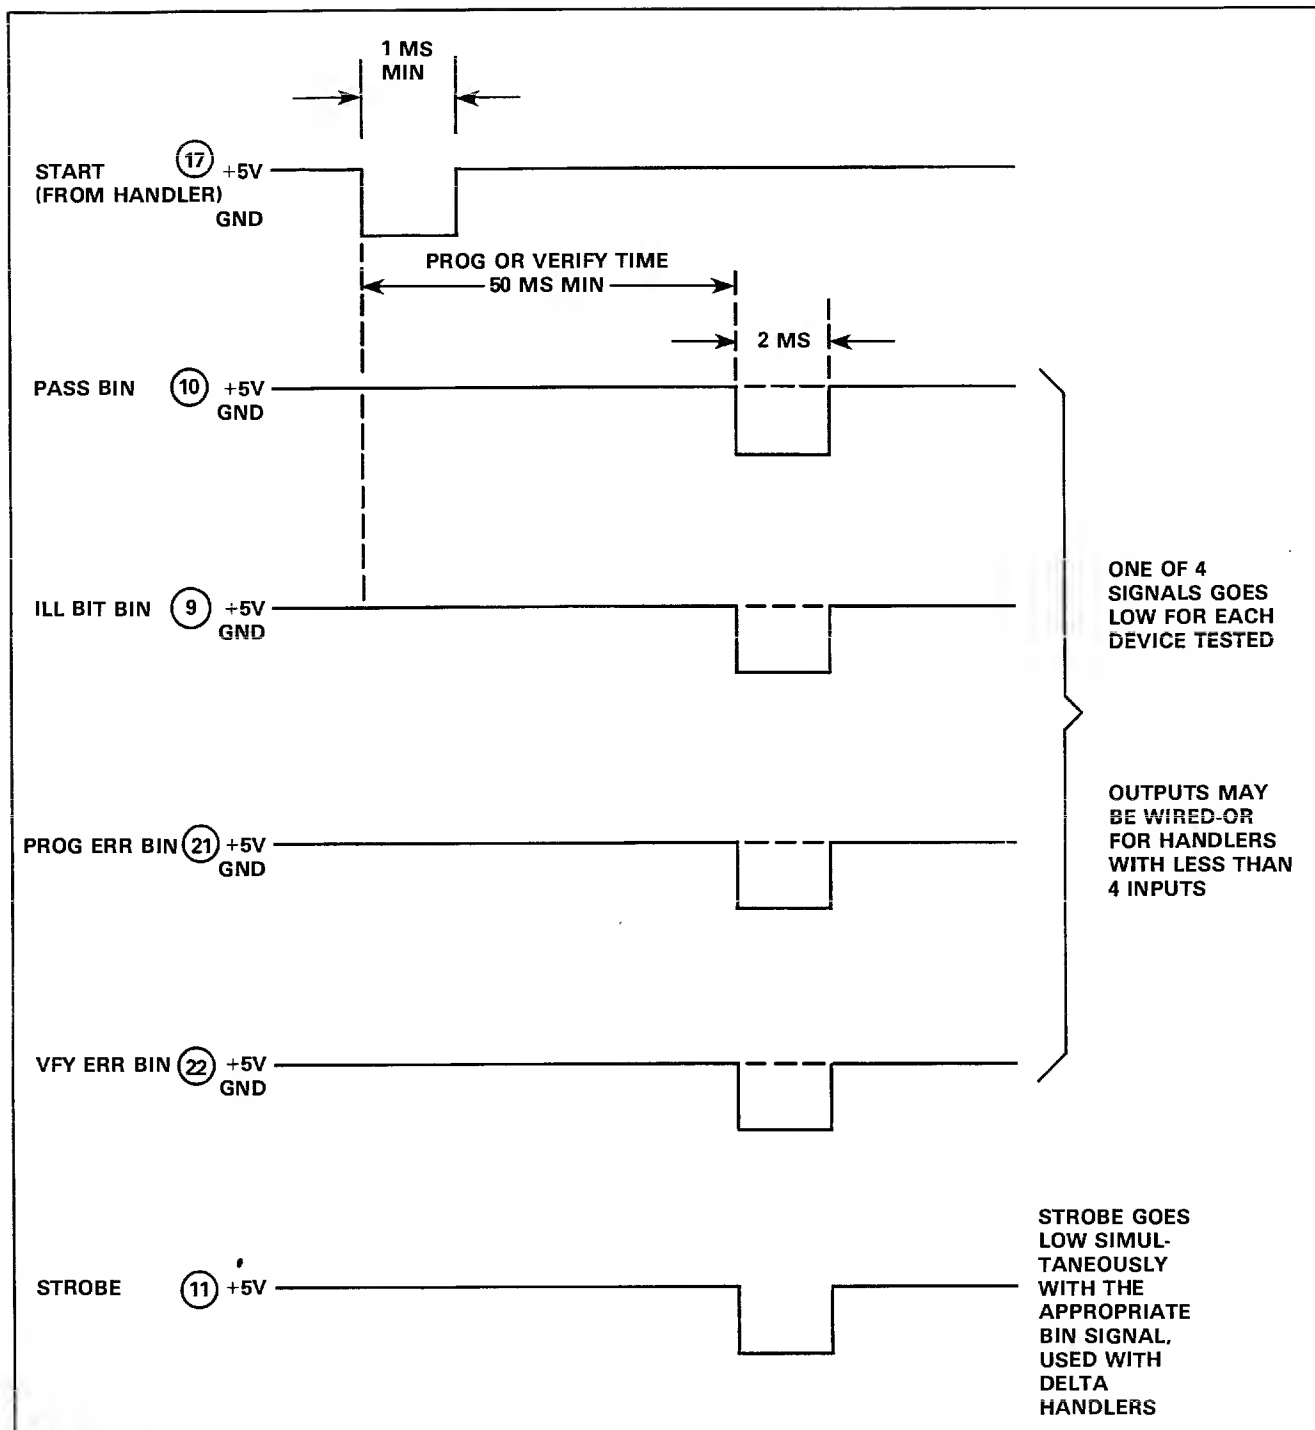 1 MS
MIN
START 17 +5V
(FROM HANDLER)
GND
PROG OR VERIFY TIME
50 MS MIN
2 MS
PASS BIN 10 +5V
GND
ILL BIT BIN 9 +5V
GND
ONE OF 4
SIGNALS GOES
LOW FOR EACH
DEVICE TESTED
OUTPUTS MAY
BE WIRED-OR
FOR HANDLERS
WITH LESS THAN
4 INPUTS
PROG ERR BIN 21 +5V
GND
VFY ERR BIN 22 +5V
GND
STROBE 11 +5V
STROBE GOES
LOW SIMUL-
TANEOUSLY
WITH THE
APPROPRIATE
BIN SIGNAL,
USED WITH
DELTA
HANDLERS